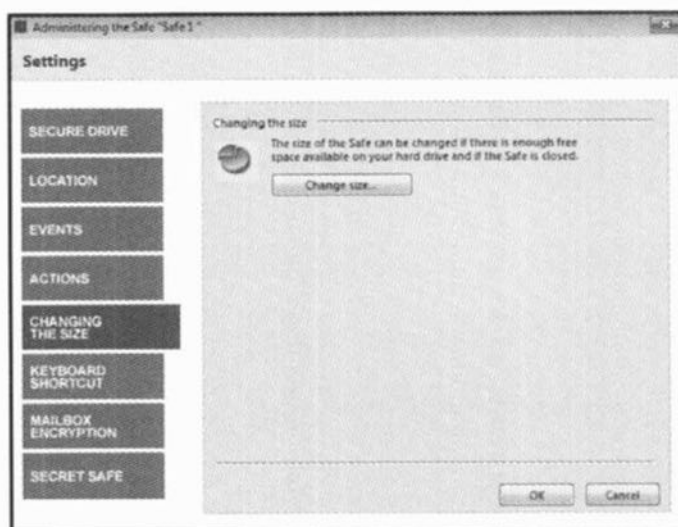 Administering the Safe "Safe 1"
Settings
SECURE DRIVE
LOCATION
EVENTS
ACTIONS
CHANGING
THE SIZE
KEYBOARD
SHORTCUT
MAILBOX
ENCRYPTION
SECRET SAFE
Changing the size
The size of the Safe can be changed if there is enough free
space available on your hard drive and if the Safe is closed.
Change size...
OK
Cancel